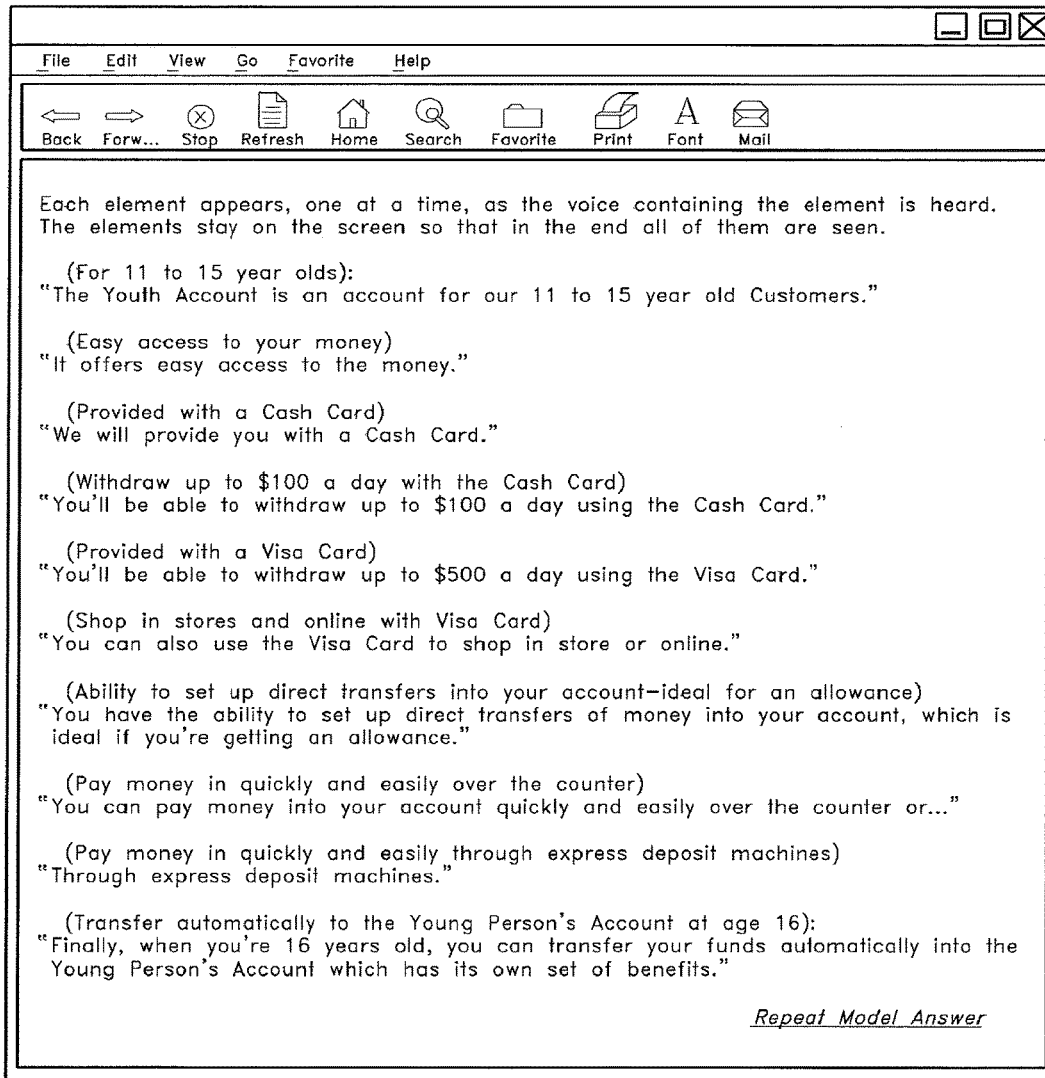 File Edit View Go Favorite Help
Back Forw... Stop Refresh Home Search Favorite Print Font Mail
Each element appears, one at a time, as the voice containing the element is heard.
The elements stay on the screen so that in the end all of them are seen.
(For 11 to 15 year olds):
"The Youth Account is an account for our 11 to 15 year old Customers."
(Easy access to your money)
"It offers easy access to the money."
(Provided with a Cash Card)
"We will provide you with a Cash Card."
(Withdraw up to $100 a day with the Cash Card)
"You'll be able to withdraw up to $100 a day using the Cash Card."
(Provided with a Visa Card)
"You'll be able to withdraw up to $500 a day using the Visa Card."
(Shop in stores and online with Visa Card)
"You can also use the Visa Card to shop in store or online."
(Ability to set up direct transfers into your account—ideal for an allowance)
"You have the ability to set up direct transfers of money into your account, which is
ideal if you're getting an allowance."
(Pay money in quickly and easily over the counter)
"You can pay money into your account quickly and easily over the counter or..."
(Pay money in quickly and easily through express deposit machines)
"Through express deposit machines."
(Transfer automatically to the Young Person's Account at age 16):
"Finally, when you're 16 years old, you can transfer your funds automatically into the
Young Person's Account which has its own set of benefits."
Repeat Model Answer